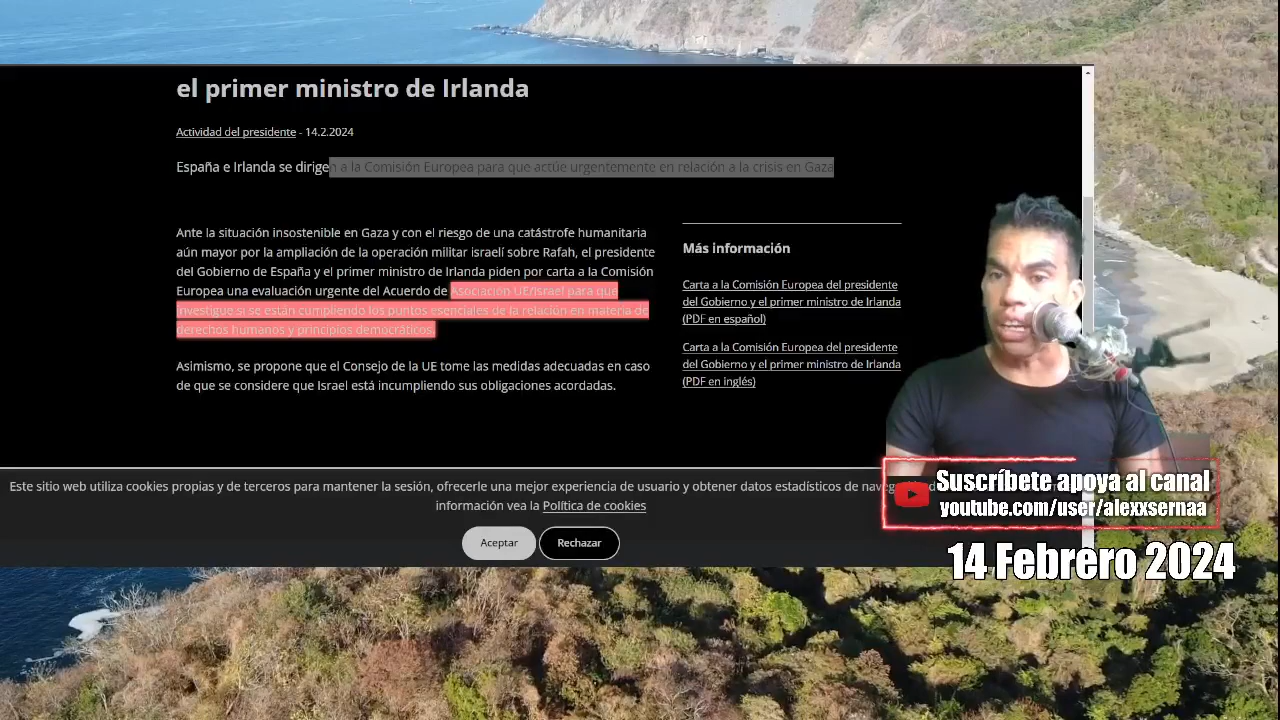 el primer ministro de Irlanda
Actividad del presidente - 14.2.2024
España e Irlanda se dirigen a la Comisión Europea para que actúe urgentemente en relación a la crisis en Gaza
Ante la situación insostenible en Gaza y con el riesgo de una catástrofe humanitaria
aún mayor por la ampliación de la operación militar israelí sobre Rafah, el presidente
del Gobierno de España y el primer ministro de Irlanda piden por carta a la Comisión
Europea una evaluación urgente del Acuerdo de Asociación UE/Israel para que
investigue si se están cumpliendo los puntos esenciales de la relación en materia de
derechos humanos y principios democráticos.
Asimismo, se propone que el Consejo de la UE tome las medidas adecuadas en caso
de que se considere que Israel está incumpliendo sus obligaciones acordadas.
Más información
Carta a la Comisión Europea del presidente
del Gobierno y el primer ministro de Irlanda
(PDF en español)
Carta a la Comisión Europea del presidente
del Gobierno y el primer ministro de Irlanda
(PDF en inglés)
Este sitio web utiliza cookies propias y de terceros para mantener la sesión, ofrecerle una mejor experiencia de usuario y obtener datos estadísticos de
información vea la Política de cookies
Aceptar
Rechazar
Suscríbete apoya al canal
youtube.com/user/alexxsernaa
14 Febrero 2024